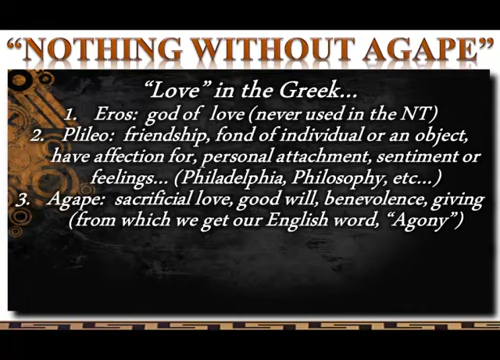 “NOTHING WITHOUT AGAPE”
“Love” in the Greek...
1. Eros: god of love (never used in the NT)
2. Plileo: friendship, fond of individual or an object,
have affection for, personal attachment, sentiment or
feelings... (Philadelphia, Philosophy, etc...)
3. Agape: sacrificial love, good will, benevolence, giving
(from which we get our English word, “Agony”)